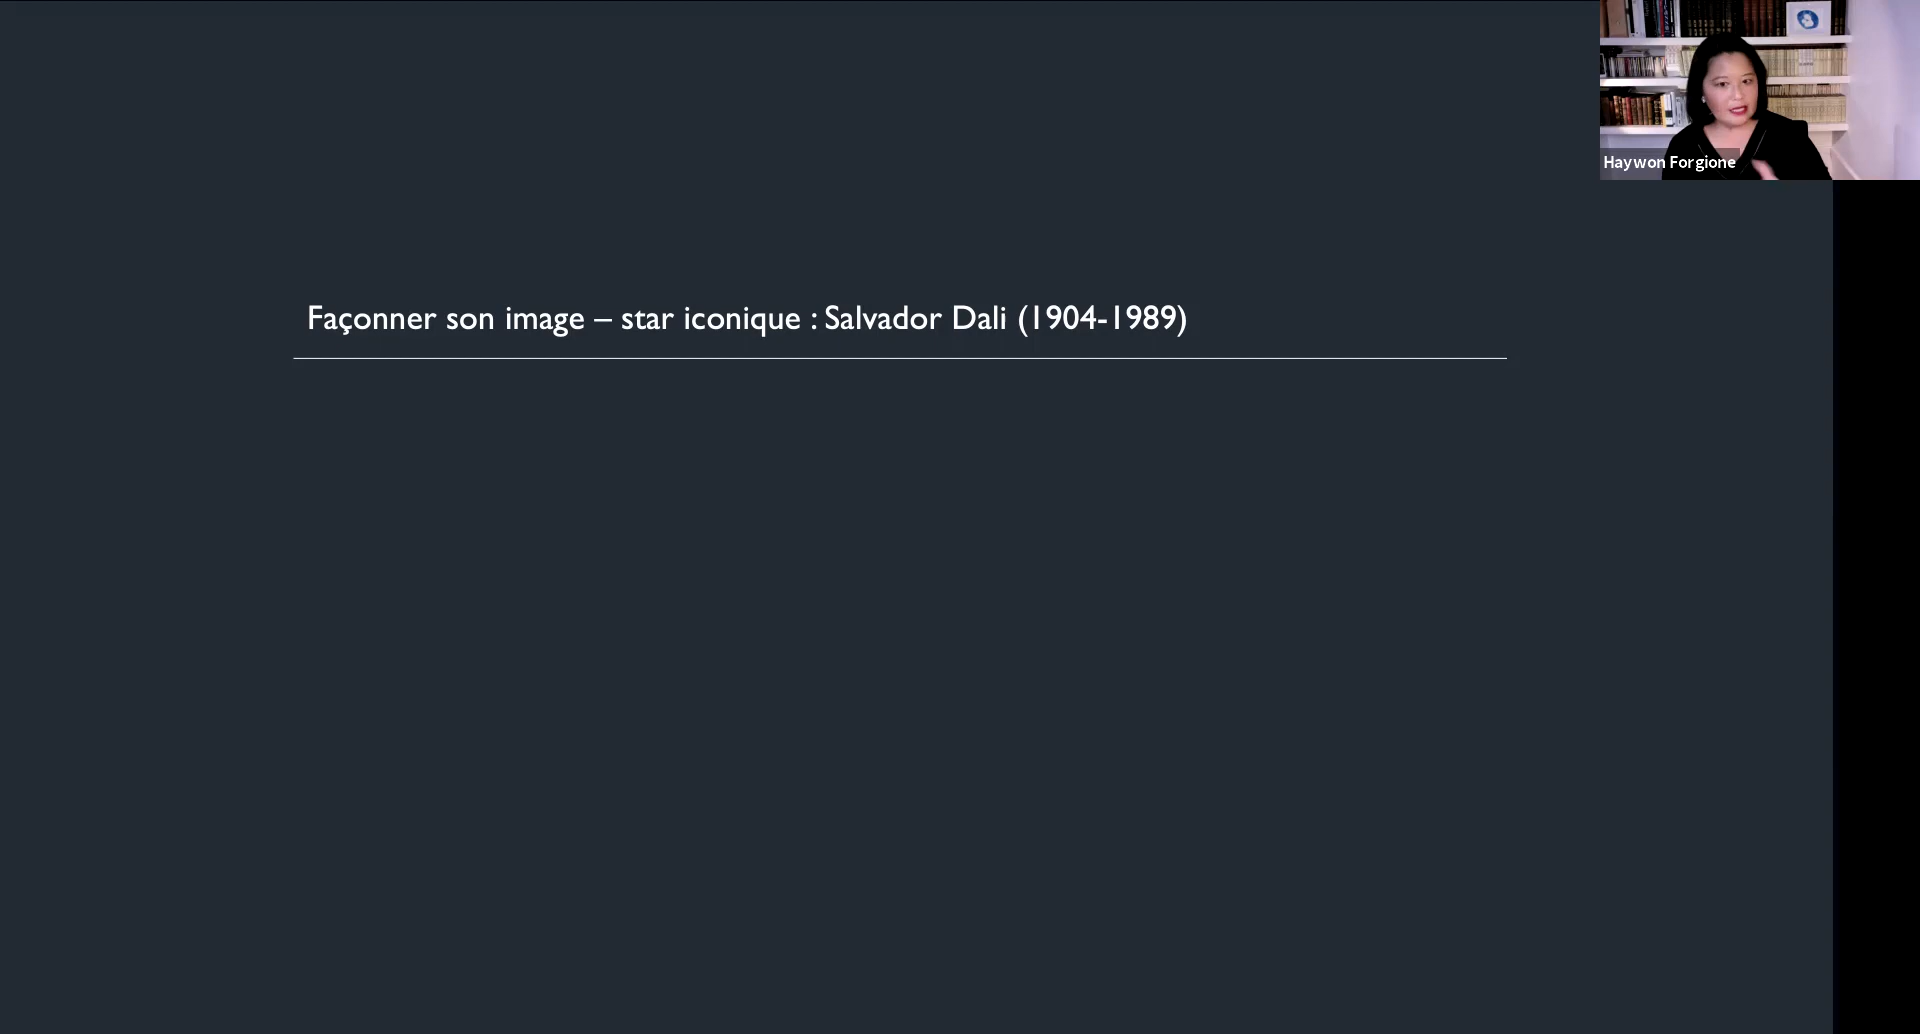 Haywon Forgione
Façonner son image – star iconique : Salvador Dali (1904-1989)